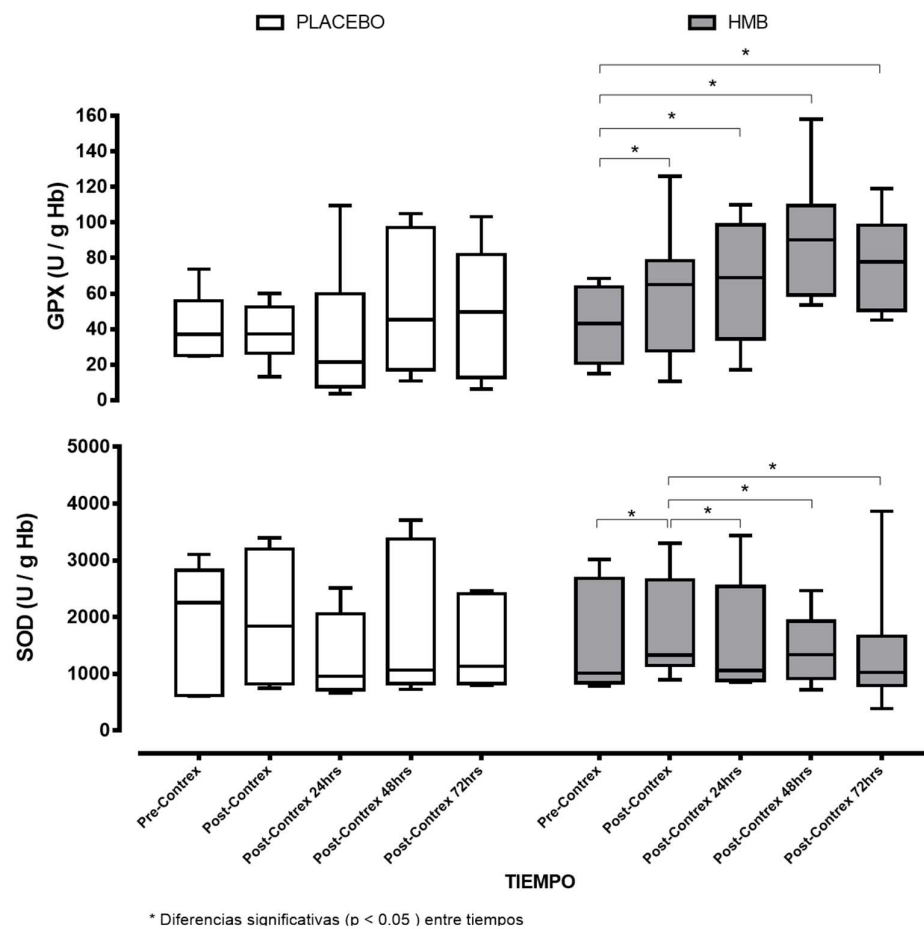 PLACEBO
HMB
GPX (U / g Hb)
160
140
120
100
80
60
40
20
0
*
*
*
*
SOD (U / g Hb)
5000
4000
3000
2000
1000
0
*
*
*
*
Pre-Contrex
Post-Contrex
Post-Contrex 24hrs
Post-Contrex 48hrs
Post-Contrex 72hrs
Pre-Contrex
Post-Contrex
Post-Contrex 24hrs
Post-Contrex 48hrs
Post-Contrex 72hrs
TIEMPO
* Diferencias significativas (p < 0.05 ) entre tiempos